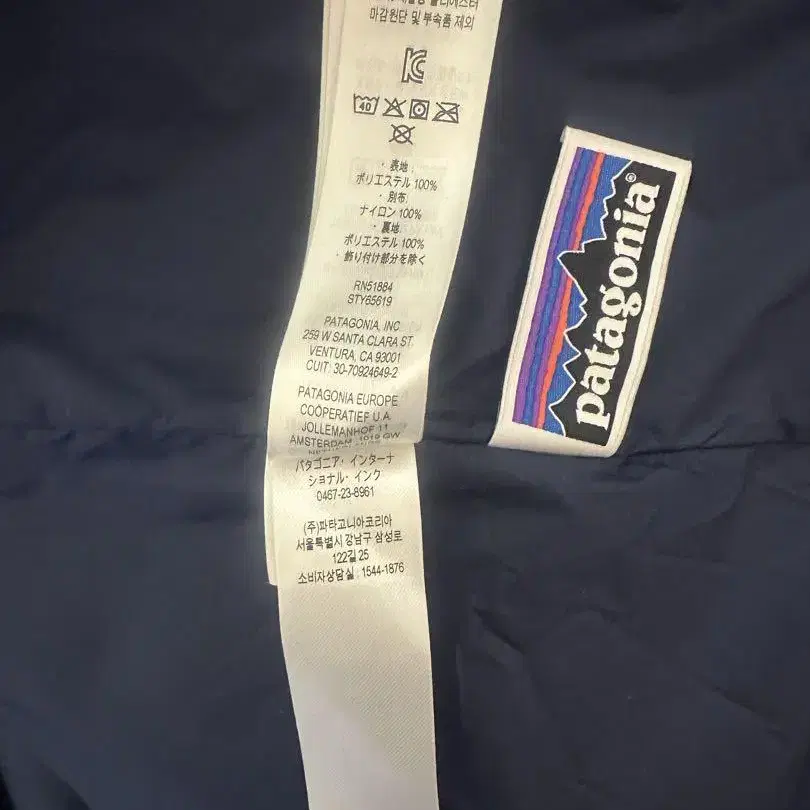 마감원단 및 부속품 제외
KC
40
・表地:
ポリエステル 100%
・別布:
ナイロン 100%
・裏地:
ポリエステル 100%
・飾り付け部分を除く
RN51884
STY65619
PATAGONIA, INC.
259 W SANTA CLARA ST.
VENTURA, CA 93001
CUIT: 30-70924649-2
PATAGONIA EUROPE
COÖPERATIEF U.A.
JOLLEMANHOF 11
AMSTERDAM, 1019 GW
パタゴニア・インターナ
ショナル・インク
0467-23-8961
(주)파타고니아코리아
서울특별시 강남구 삼성로
122길 25
소비자상담실 : 1544-1876
patagonia®